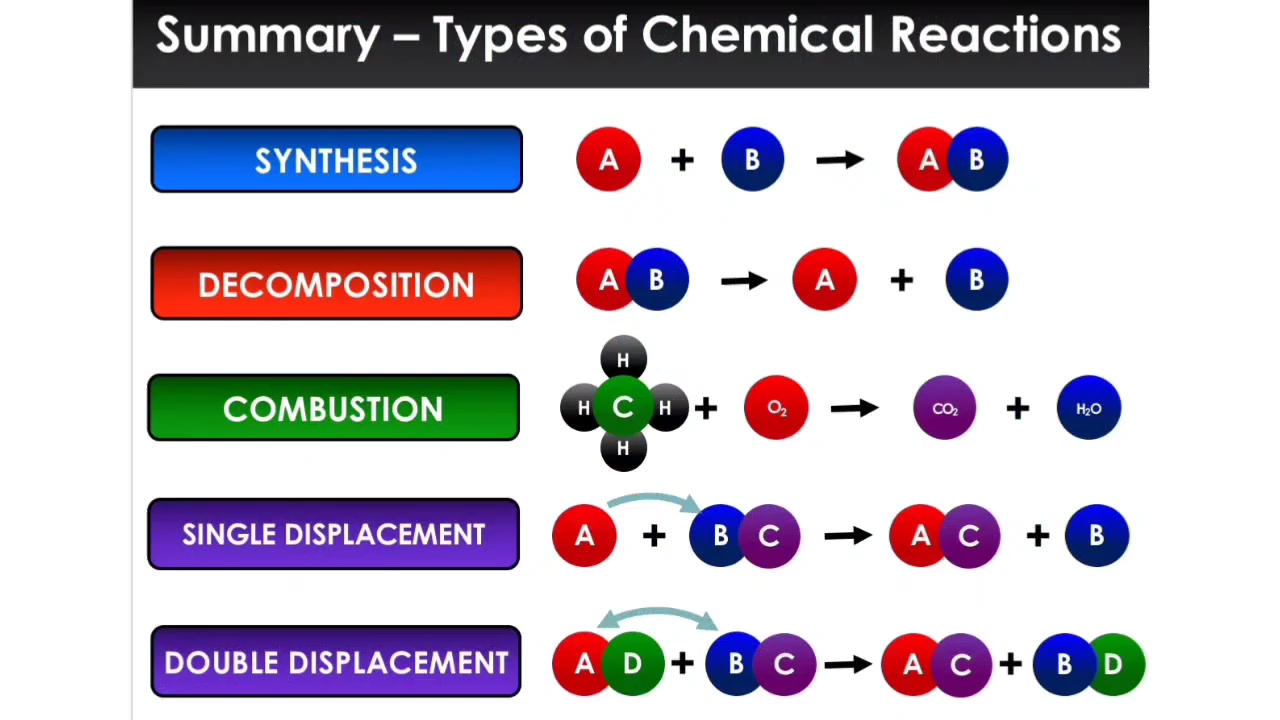 Summary – Types of Chemical Reactions
SYNTHESIS A + B → A B
DECOMPOSITION A B → A + B
H
COMBUSTION H C H + O₂ → CO₂ + H₂O
H
SINGLE DISPLACEMENT A + B C → A C + B
DOUBLE DISPLACEMENT A D + B C → A C + B D